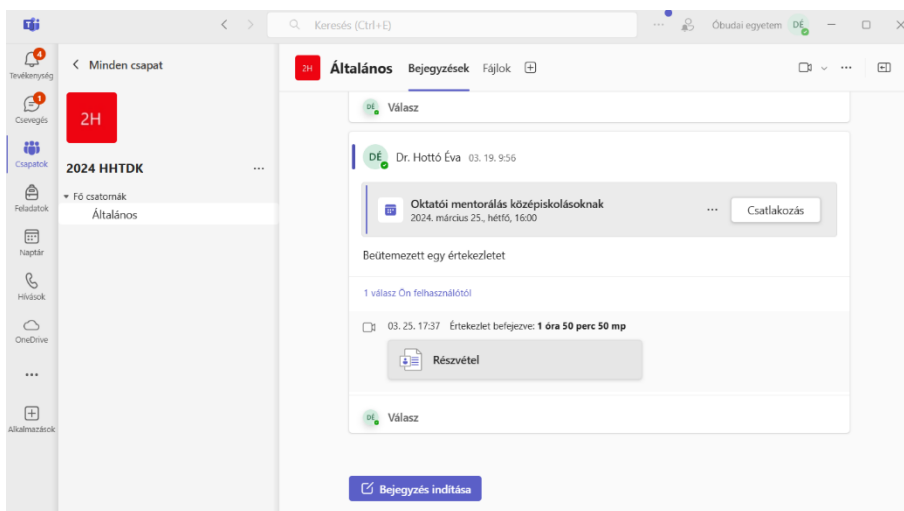 Keresés (Ctrl+E)
Óbudai egyetem
DÉ
4
Tevékenység
1
Csevegés
Csapatok
Feladatok
Naptár
Hívások
OneDrive
Alkalmazások
Minden csapat
2H
2024 HHTDK
Fő csatornák
Általános
2H
Általános
Bejegyzések
Fájlok
DÉ
Válasz
DÉ
Dr. Hottó Éva 03. 19. 9:56
Oktatói mentorálás középiskolásoknak
2024. március 25., hétfő, 16:00
Csatlakozás
Beütemezett egy értekezletet
1 válasz Ön felhasználótól
03. 25. 17:37 Értekezlet befejezve: 1 óra 50 perc 50 mp
Részvétel
DÉ
Válasz
Bejegyzés indítása